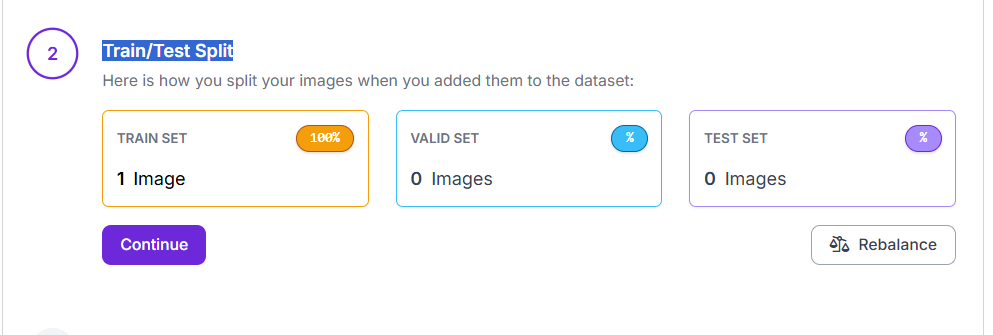 2
Train/Test Split
Here is how you split your images when you added them to the dataset:
TRAIN SET 100%
1 Image
VALID SET %
0 Images
TEST SET %
0 Images
Continue
Rebalance